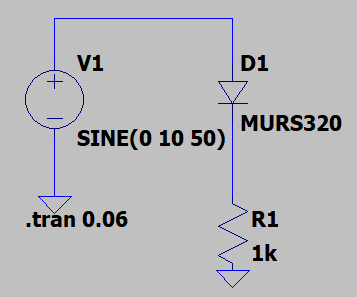 V1
D1
SINE(0 10 50)
MURS320
.tran 0.06
R1
1k